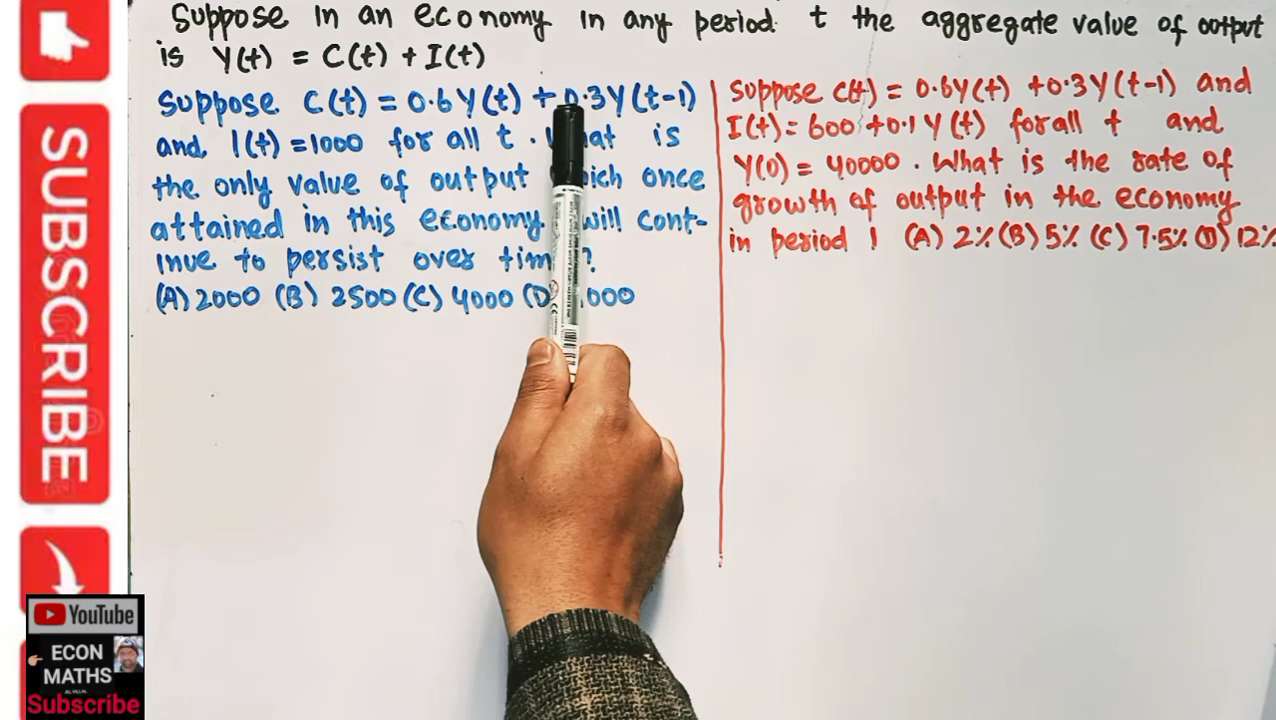 Suppose in an economy in any period t the aggregate value of output
is Y(t) = C(t) + I(t)
Suppose C(t) = 0.6Y(t) + 0.3Y(t-1)
and I(t) = 1000 for all t. What is
the only value of output which once
attained in this economy will cont-
inue to persist over time?
(A) 2000 (B) 2500 (C) 4000 (D) 000
Suppose C(t) = 0.6Y(t) + 0.3Y(t-1) and
I(t) = 600 + 0.1Y(t) for all t and
Y(0) = 40000. What is the rate of
growth of output in the economy
in period 1 (A) 2% (B) 5% (C) 7.5% (D) 12%
SUBSCRIBE
YouTube
ECON
MATHS
Subscribe